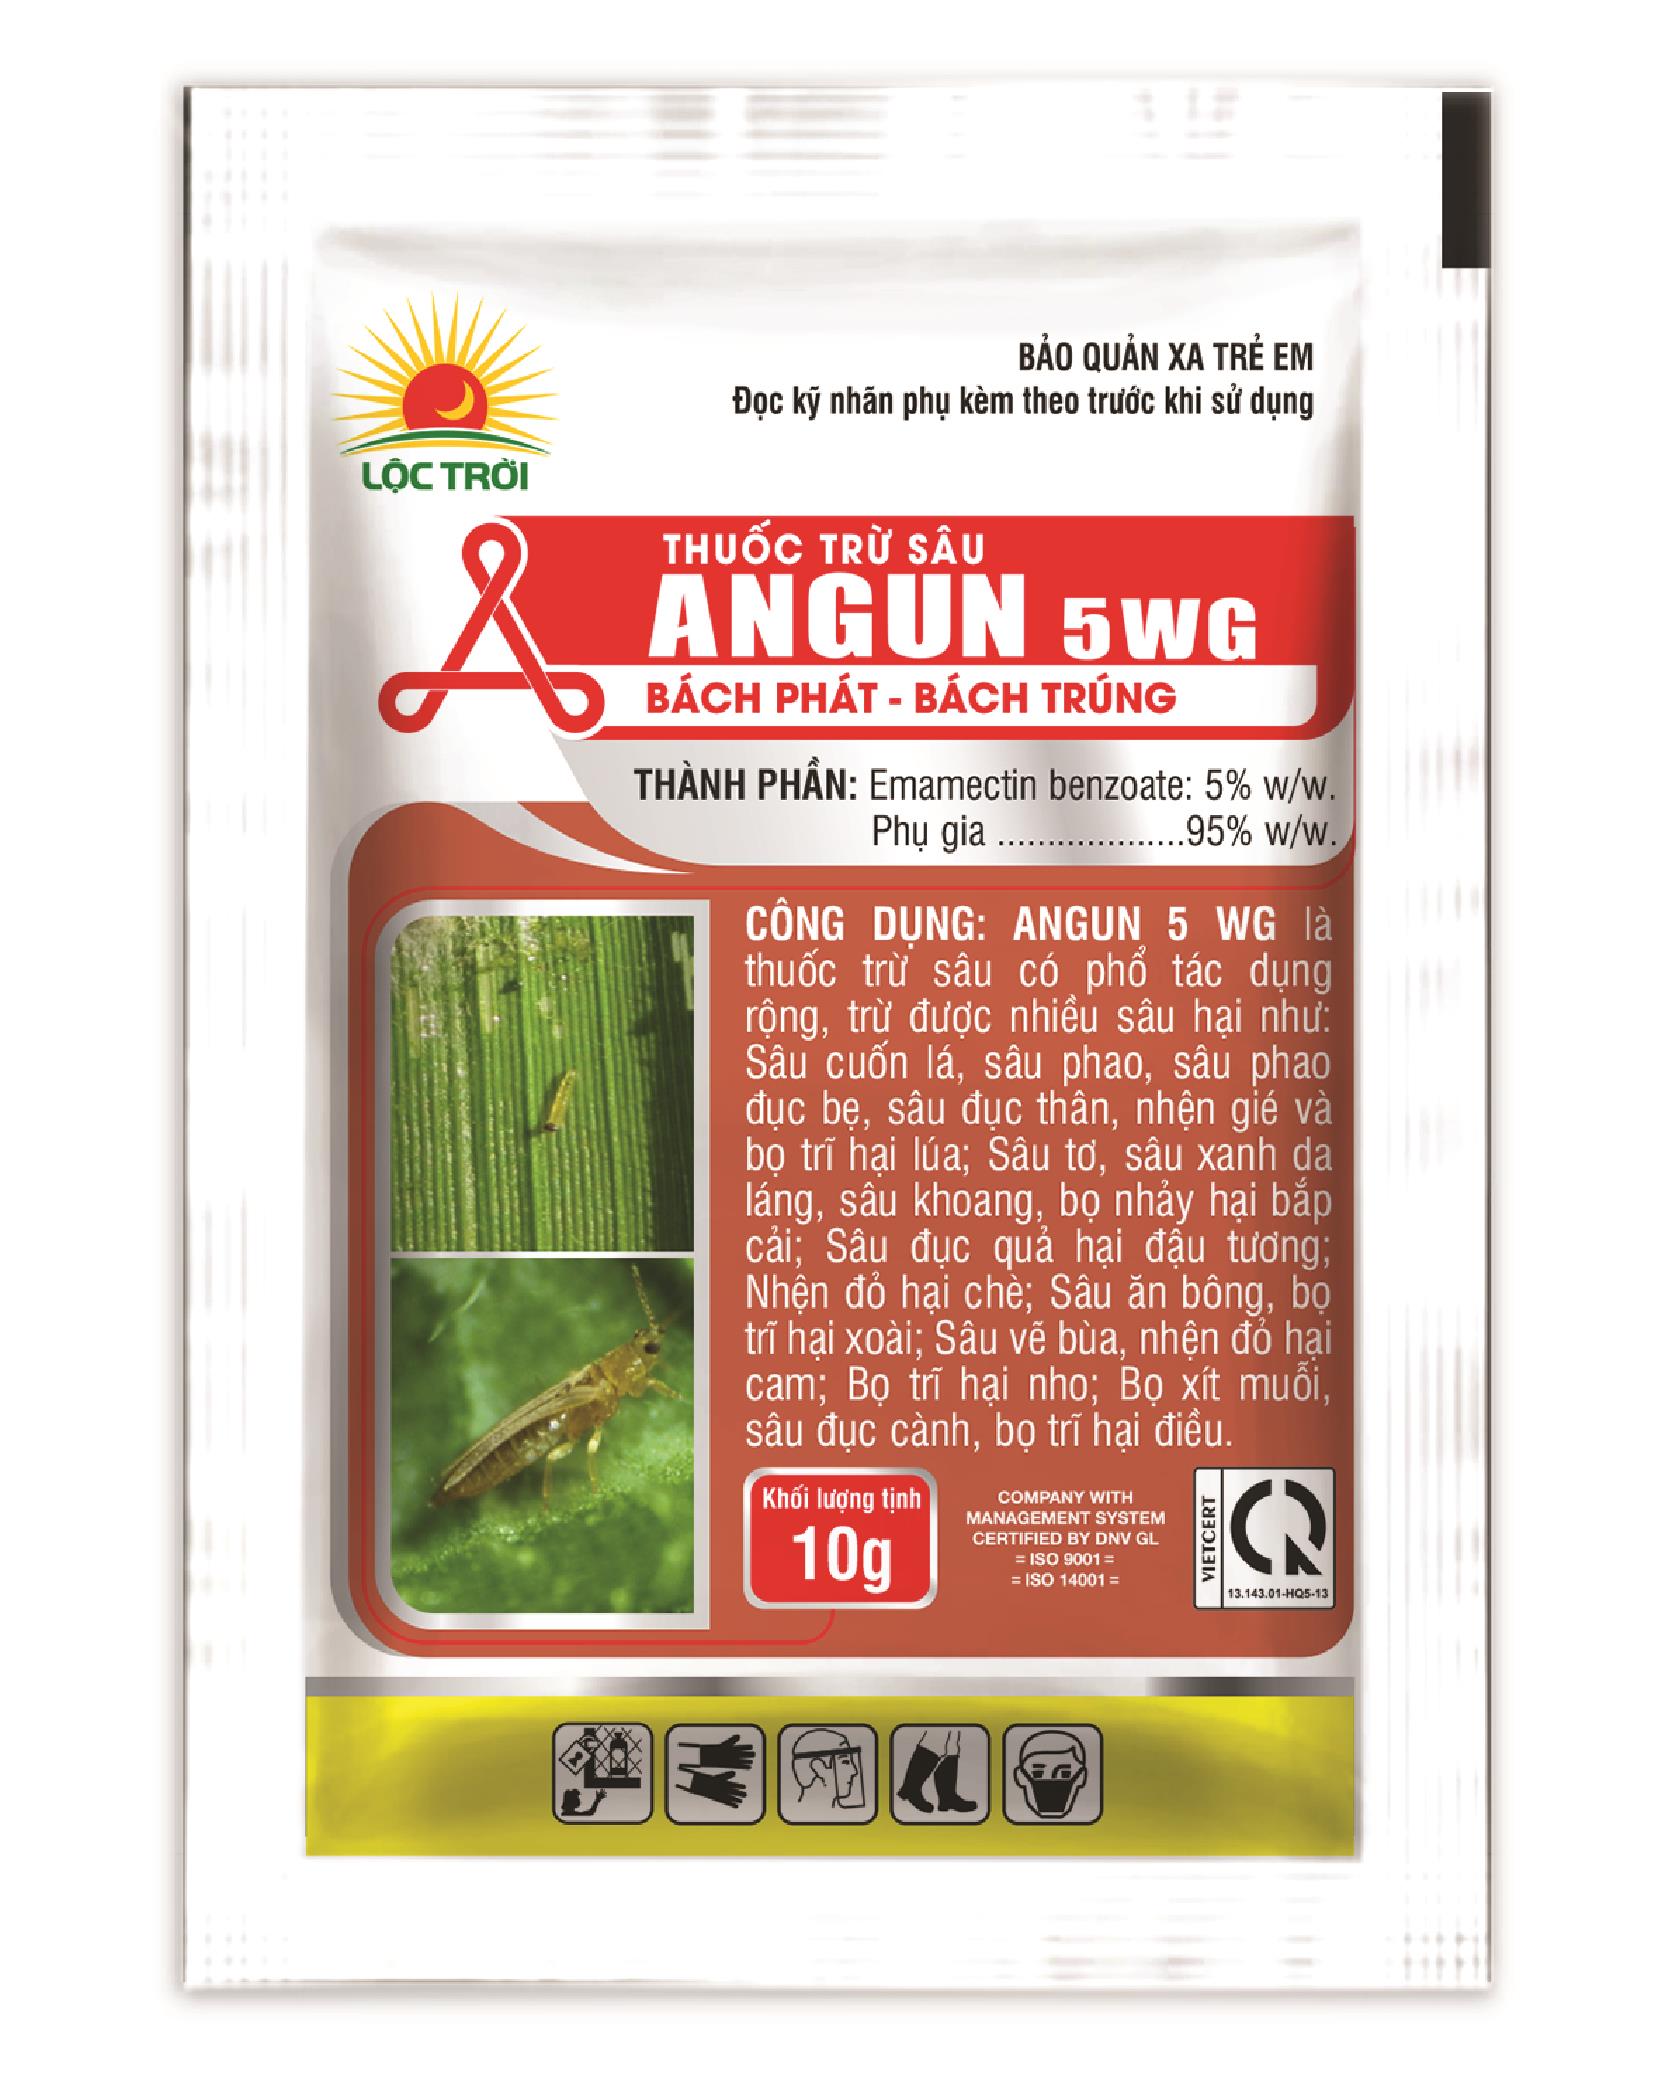 BẢO QUẢN XA TRẺ EM
Đọc kỹ nhãn phụ kèm theo trước khi sử dụng
LỘC TRỜI
THUỐC TRỪ SÂU
ANGUN 5WG
BÁCH PHÁT - BÁCH TRÚNG
THÀNH PHẦN: Emamectin benzoate: 5% w/w.
Phụ gia ...................95% w/w.
CÔNG DỤNG: ANGUN 5 WG là
thuốc trừ sâu có phổ tác dụng
rộng, trừ được nhiều sâu hại như:
Sâu cuốn lá, sâu phao, sâu phao
đục bẹ, sâu đục thân, nhện gié và
bọ trĩ hại lúa; Sâu tơ, sâu xanh da
láng, sâu khoang, bọ nhảy hại bắp
cải; Sâu đục quả hại đậu tương;
Nhện đỏ hại chè; Sâu ăn bông, bọ
trĩ hại xoài; Sâu vẽ bùa, nhện đỏ hại
cam; Bọ trĩ hại nho; Bọ xít muỗi,
sâu đục cành, bọ trĩ hại điều.
Khối lượng tịnh
10g
COMPANY WITH
MANAGEMENT SYSTEM
CERTIFIED BY DNV GL
= ISO 9001 =
= ISO 14001 =
VIETCERT
13.143.01-HQ5-13